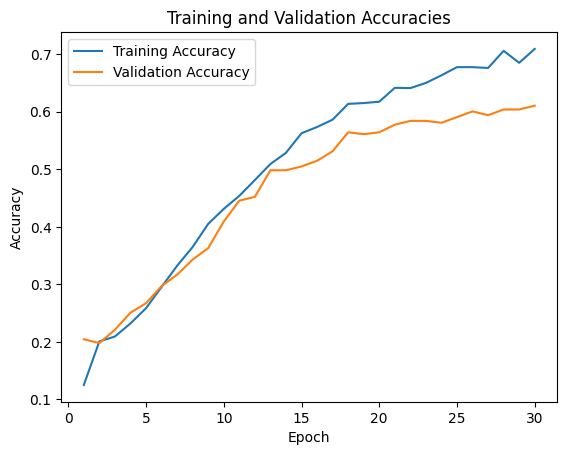 Training and Validation Accuracies
Training Accuracy
Validation Accuracy
Accuracy
0.7
0.6
0.5
0.4
0.3
0.2
0.1
0 5 10 15 20 25 30
Epoch